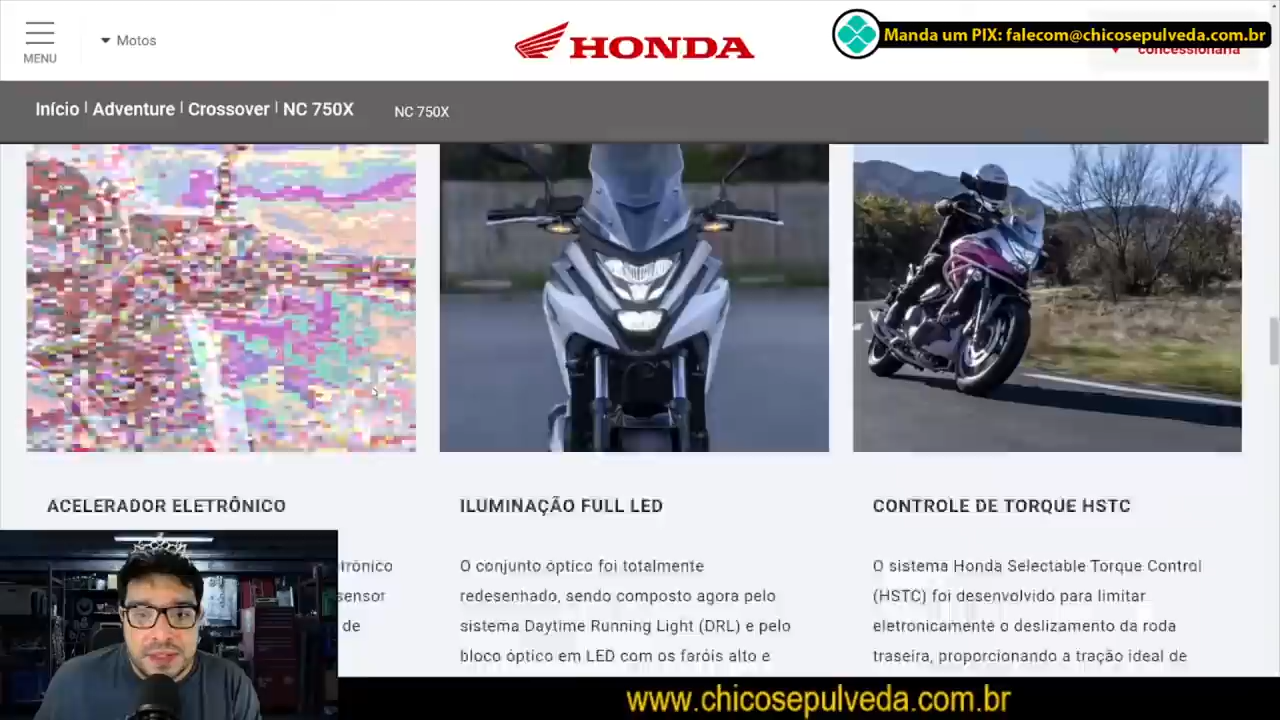 MENU
Motos
HONDA
Manda um PIX: falecom@chicosepulveda.com.br
concessionária
Início | Adventure | Crossover | NC 750X
NC 750X
ACELERADOR ELETRÔNICO
etrônico
sensor
de
ILUMINAÇÃO FULL LED
O conjunto óptico foi totalmente
redesenhado, sendo composto agora pelo
sistema Daytime Running Light (DRL) e pelo
bloco óptico em LED com os faróis alto e
CONTROLE DE TORQUE HSTC
O sistema Honda Selectable Torque Control
(HSTC) foi desenvolvido para limitar
eletronicamente o deslizamento da roda
traseira, proporcionando a tração ideal de
www.chicosepulveda.com.br